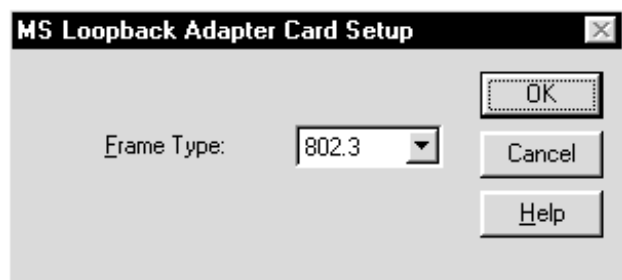 MS Loopback Adapter Card Setup
OK
Frame Type: 802.3
Cancel
Help